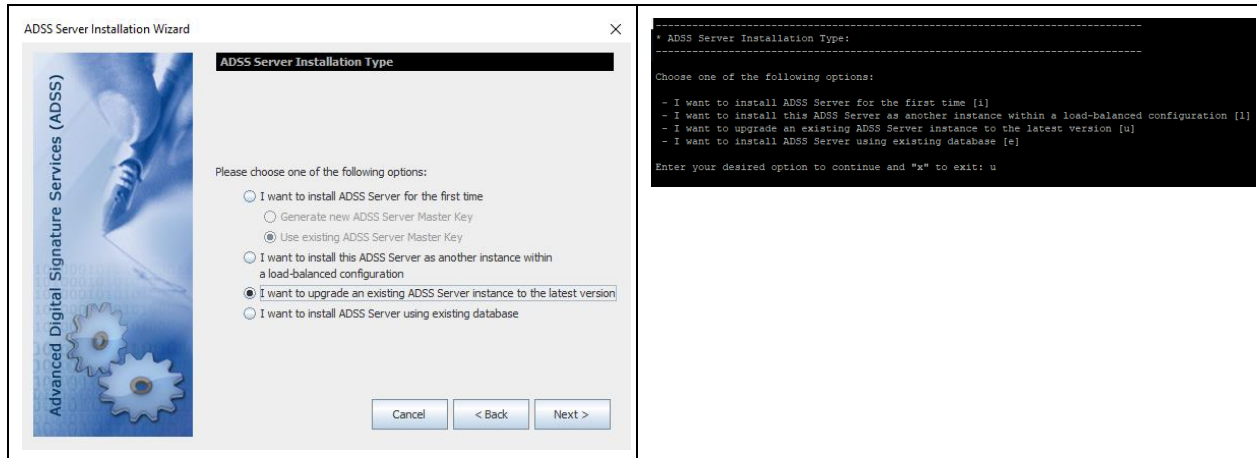 ADSS Server Installation Wizard
Advanced Digital Signature Services (ADSS)
ADSS Server Installation Type
Please choose one of the following options:
I want to install ADSS Server for the first time
Generate new ADSS Server Master Key
Use existing ADSS Server Master Key
I want to install this ADSS Server as another instance within
a load-balanced configuration
I want to upgrade an existing ADSS Server instance to the latest version
I want to install ADSS Server using existing database
Cancel
< Back
Next >
* ADSS Server Installation Type:
Choose one of the following options:
- I want to install ADSS Server for the first time [i]
- I want to install this ADSS Server as another instance within a load-balanced configuration [l]
- I want to upgrade an existing ADSS Server instance to the latest version [u]
- I want to install ADSS Server using existing database [e]
Enter your desired option to continue and "x" to exit: u